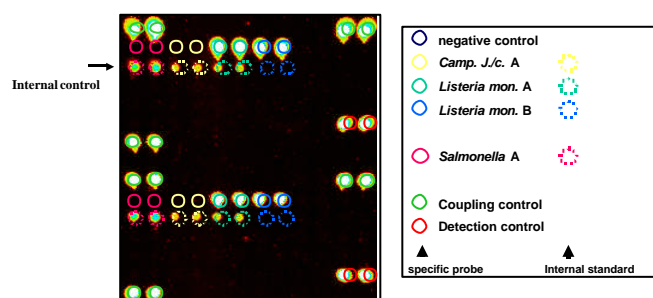 Internal control
negative control
Camp. J./c. A
Listeria mon. A
Listeria mon. B
Salmonella A
Coupling control
Detection control
specific probe
Internal standard